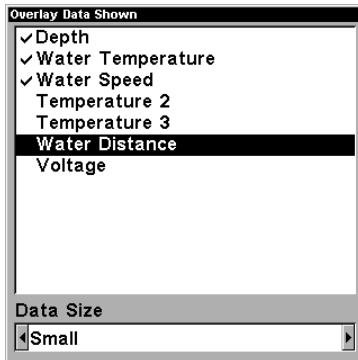 Overlay Data Shown
✓Depth
✓Water Temperature
✓Water Speed
Temperature 2
Temperature 3
Water Distance
Voltage
Data Size
Small